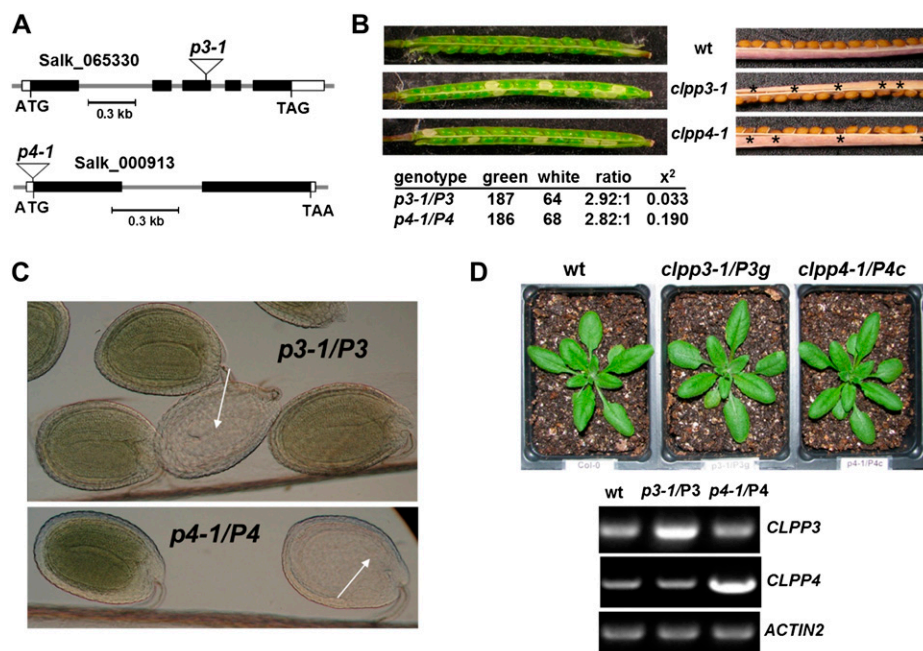 A
Salk_065330
p3-1
ATG
0.3 kb
TAG
p4-1
Salk_000913
ATG
0.3 kb
TAA
B
wt
clpp3-1
* * * * *
clpp4-1
* * * *
genotype green white ratio x²
p3-1/P3 187 64 2.92:1 0.033
p4-1/P4 186 68 2.82:1 0.190
C
p3-1/P3
p4-1/P4
D
wt clpp3-1/P3g clpp4-1/P4c
Col-0 p3-1/P3g p4-1/P4c
wt p3-1/P3 p4-1/P4
CLPP3
CLPP4
ACTIN2